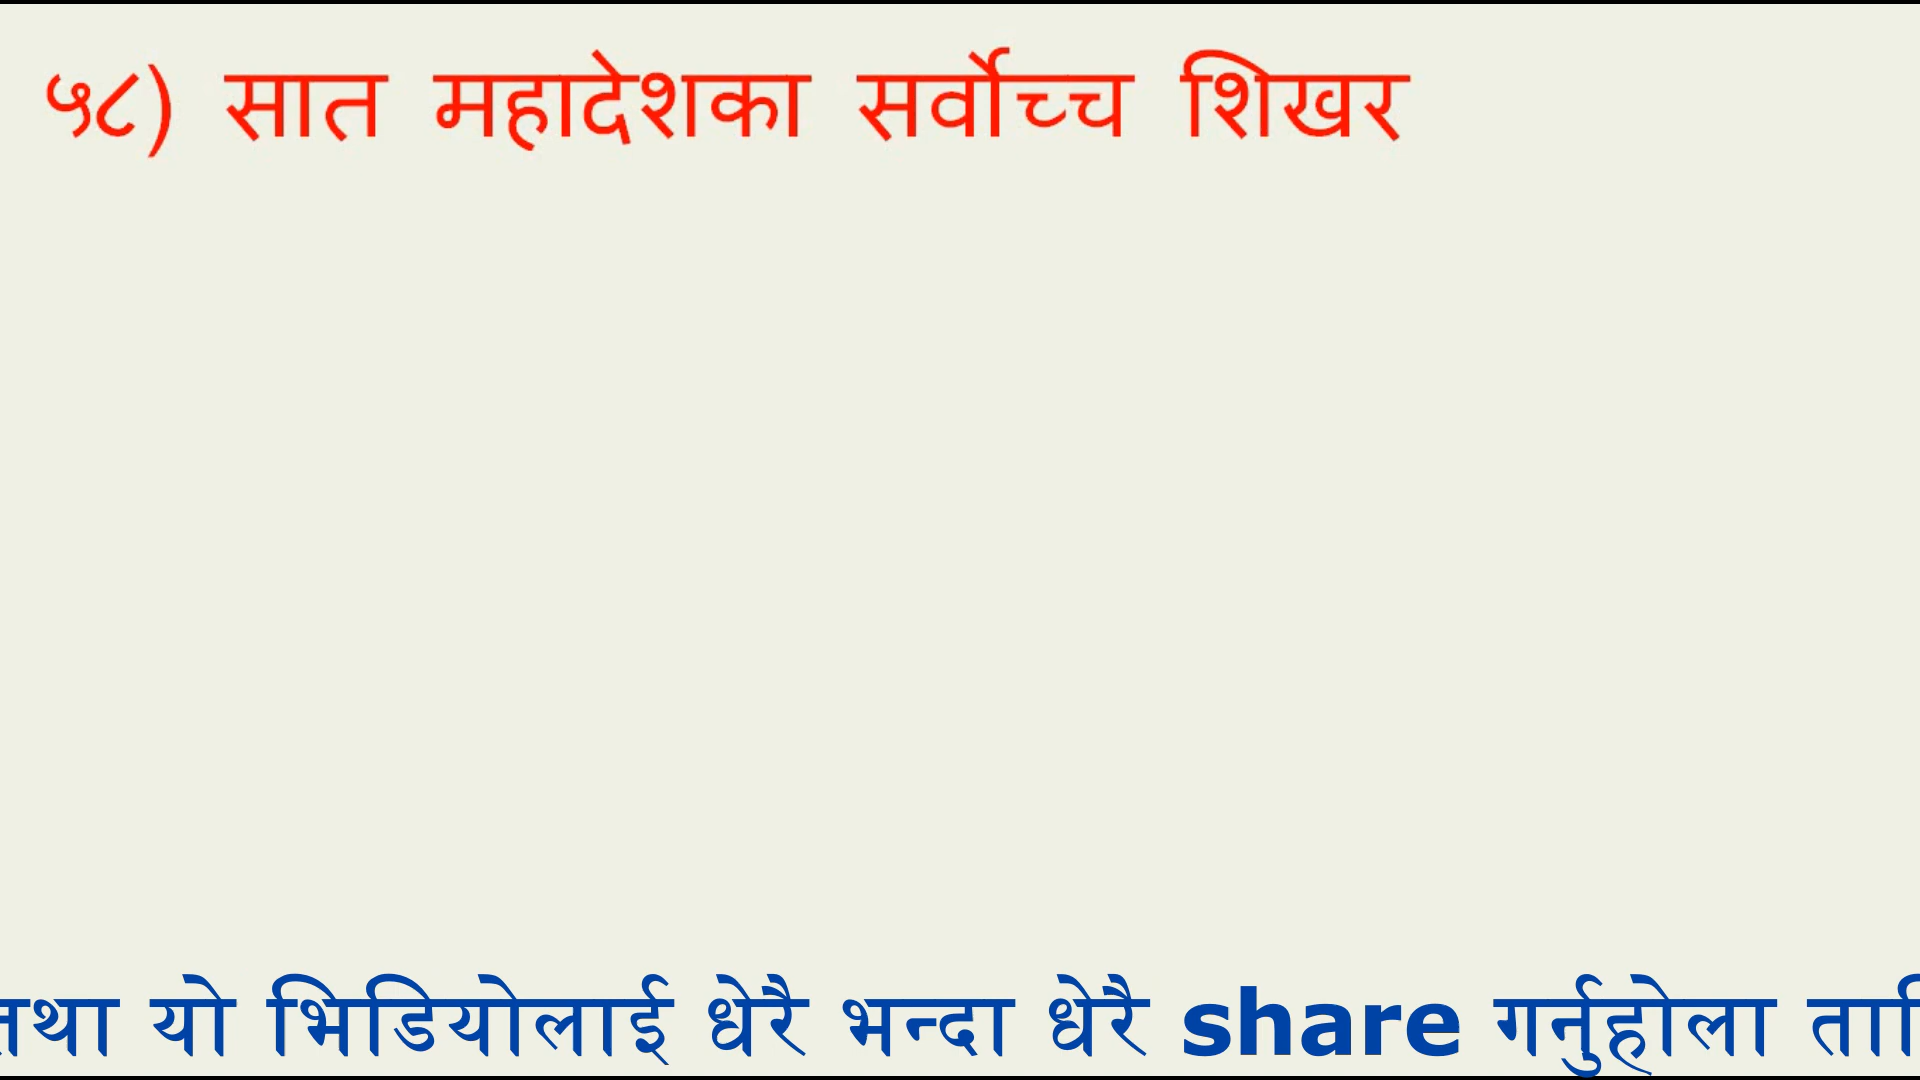 ५८) सात महादेशका सर्वोच्च शिखर
तथा यो भिडियोलाई धेरै भन्दा धेरै share गर्नुहोला